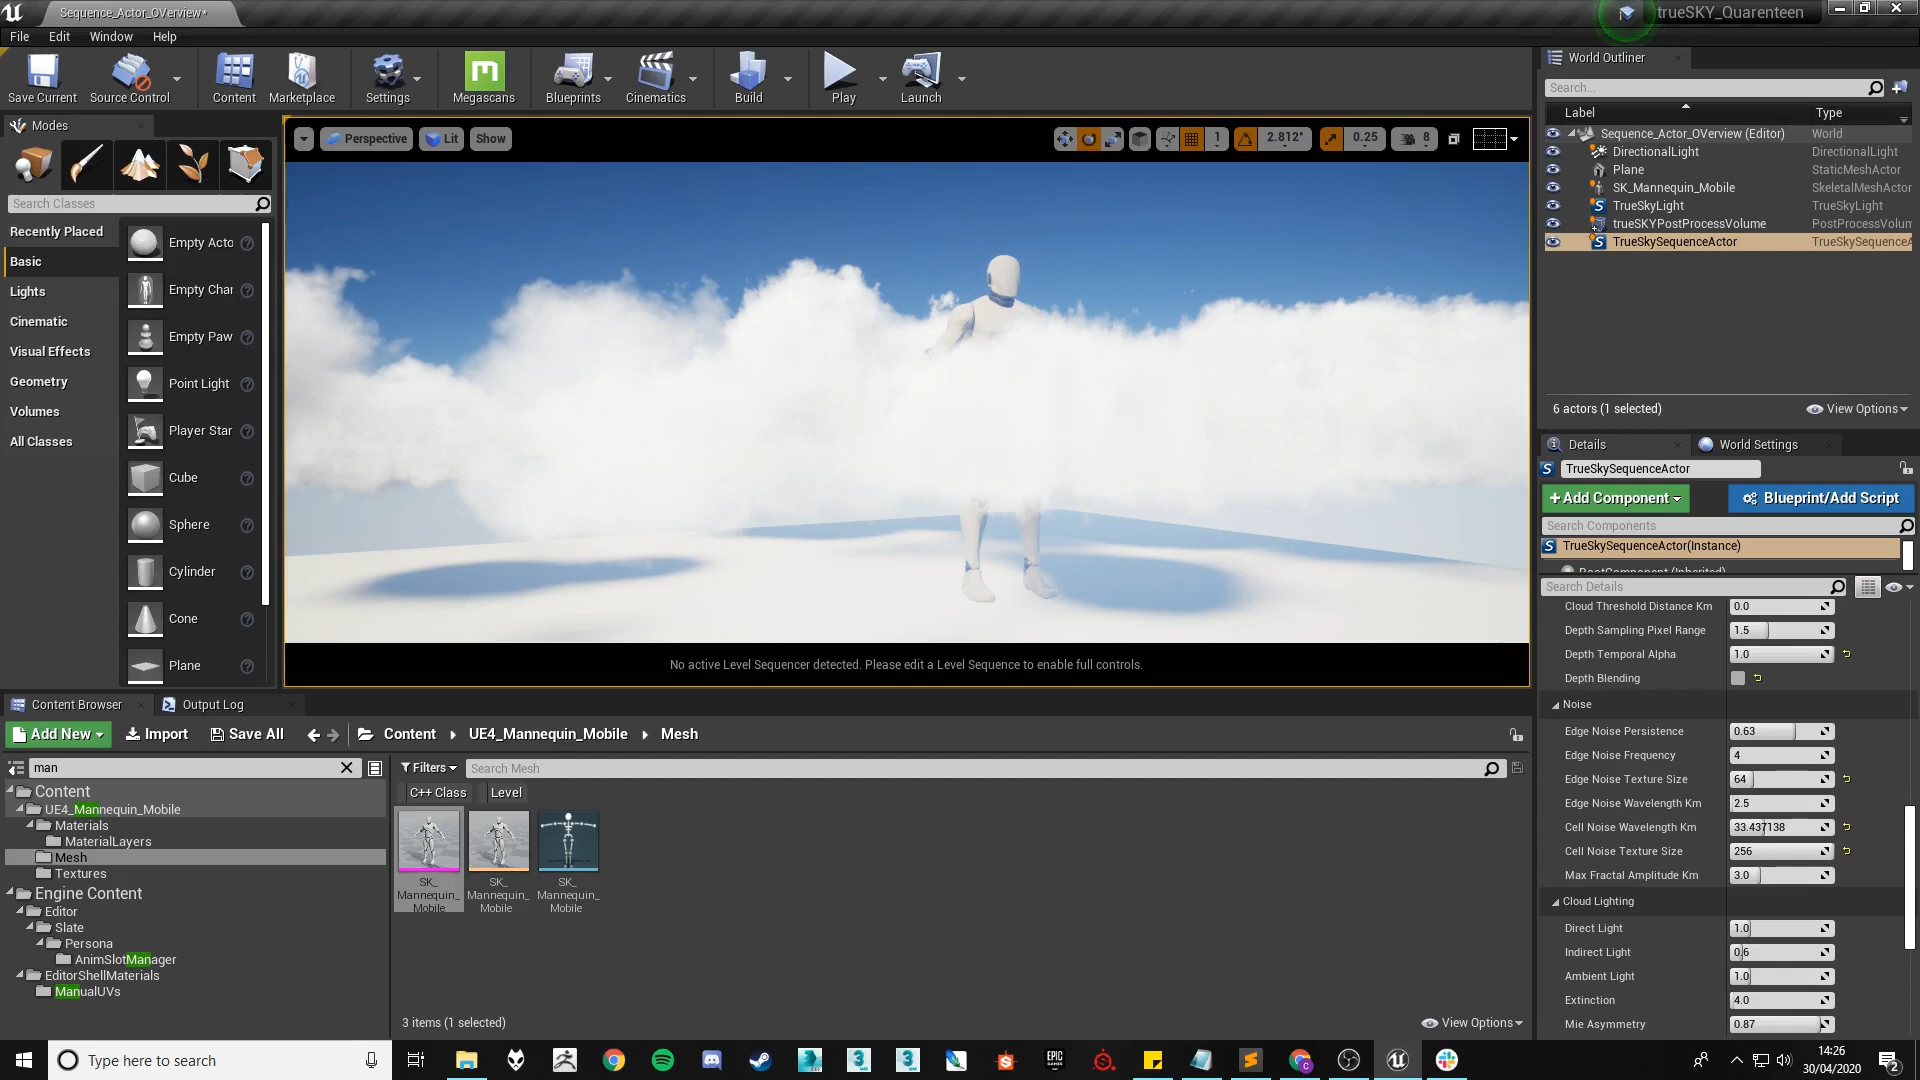 Sequence_Actor_OVerview*
trueSKY_Quarenteen
File Edit Window Help
Save Current
Source Control
Content
Marketplace
Settings
Megascans
Blueprints
Cinematics
Build
Play
Launch
Modes
Search Classes
Recently Placed
Basic
Lights
Cinematic
Visual Effects
Geometry
Volumes
All Classes
Empty Acto
Empty Char
Empty Paw
Point Light
Player Star
Cube
Sphere
Cylinder
Cone
Plane
Perspective
Lit
Show
1
2.812°
0.25
8
No active Level Sequencer detected. Please edit a Level Sequence to enable full controls.
World Outliner
Search...
Label Type
Sequence_Actor_OVerview (Editor) World
DirectionalLight DirectionalLight
Plane StaticMeshActor
SK_Mannequin_Mobile SkeletalMeshActor
TrueSkyLight TrueSkyLight
trueSKYPostProcessVolume PostProcessVolum
TrueSkySequenceActor TrueSkySequenceA
6 actors (1 selected)
View Options
Details
World Settings
TrueSkySequenceActor
+Add Component
Blueprint/Add Script
Search Components
TrueSkySequenceActor(Instance)
RootComponent (Inherited)
Search Details
Cloud Threshold Distance Km 0.0
Depth Sampling Pixel Range 1.5
Depth Temporal Alpha 1.0
Depth Blending
Noise
Edge Noise Persistence 0.63
Edge Noise Frequency 4
Edge Noise Texture Size 64
Edge Noise Wavelength Km 2.5
Cell Noise Wavelength Km 33.437138
Cell Noise Texture Size 256
Max Fractal Amplitude Km 3.0
Cloud Lighting
Direct Light 1.0
Indirect Light 0.6
Ambient Light 1.0
Extinction 4.0
Mie Asymmetry 0.87
Content Browser
Output Log
Add New
Import
Save All
Content
UE4_Mannequin_Mobile
Mesh
man
Filters
Search Mesh
C++ Class
Level
Content
UE4_Mannequin_Mobile
Materials
MaterialLayers
Mesh
Textures
Engine Content
Editor
Slate
Persona
AnimSlotManager
EditorShellMaterials
ManualUVs
SK_
Mannequin_
Mobile
SK_
Mannequin_
Mobile
SK_
Mannequin_
Mobile
3 items (1 selected)
View Options
Type here to search
EPIC
GAMES
14:26
30/04/2020
2